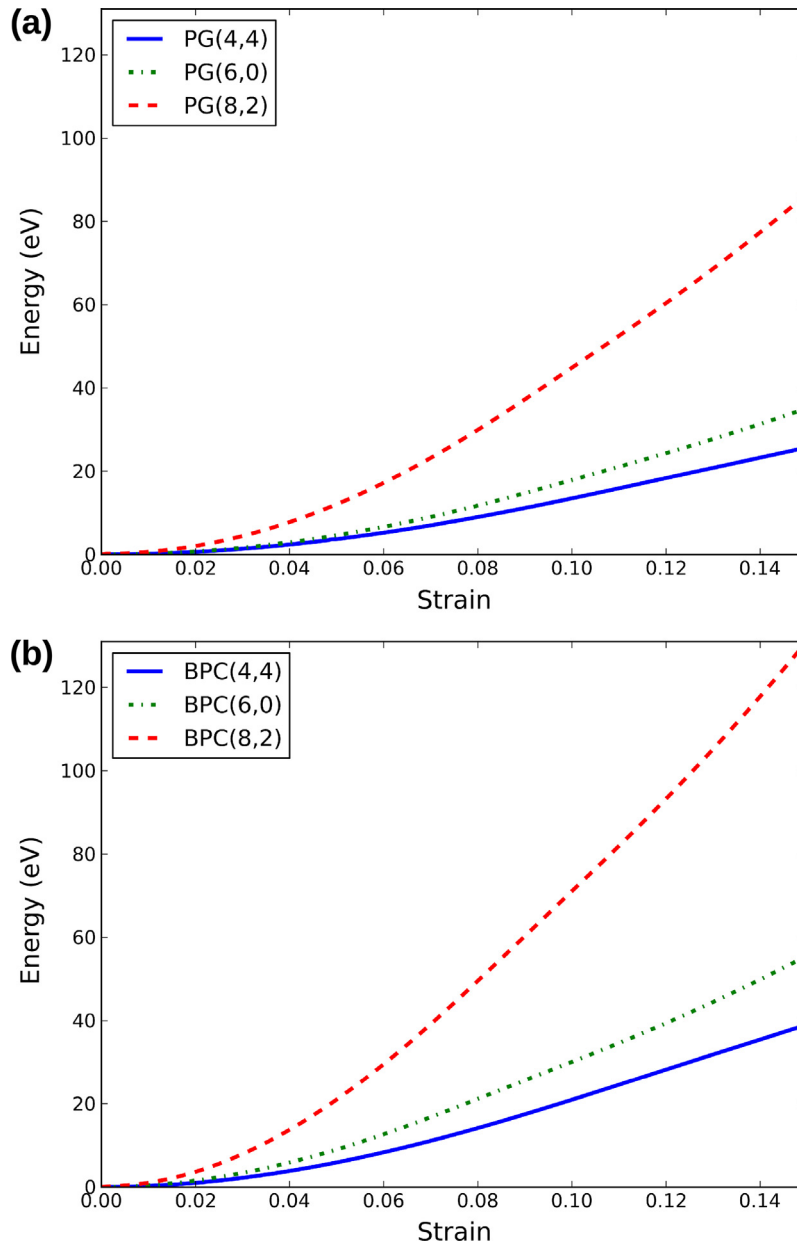 (a)
PG(4,4)
PG(6,0)
PG(8,2)
120
100
80
60
40
20
0
Energy (eV)
0.00 0.02 0.04 0.06 0.08 0.10 0.12 0.14
Strain
(b)
BPC(4,4)
BPC(6,0)
BPC(8,2)
120
100
80
60
40
20
0
Energy (eV)
0.00 0.02 0.04 0.06 0.08 0.10 0.12 0.14
Strain